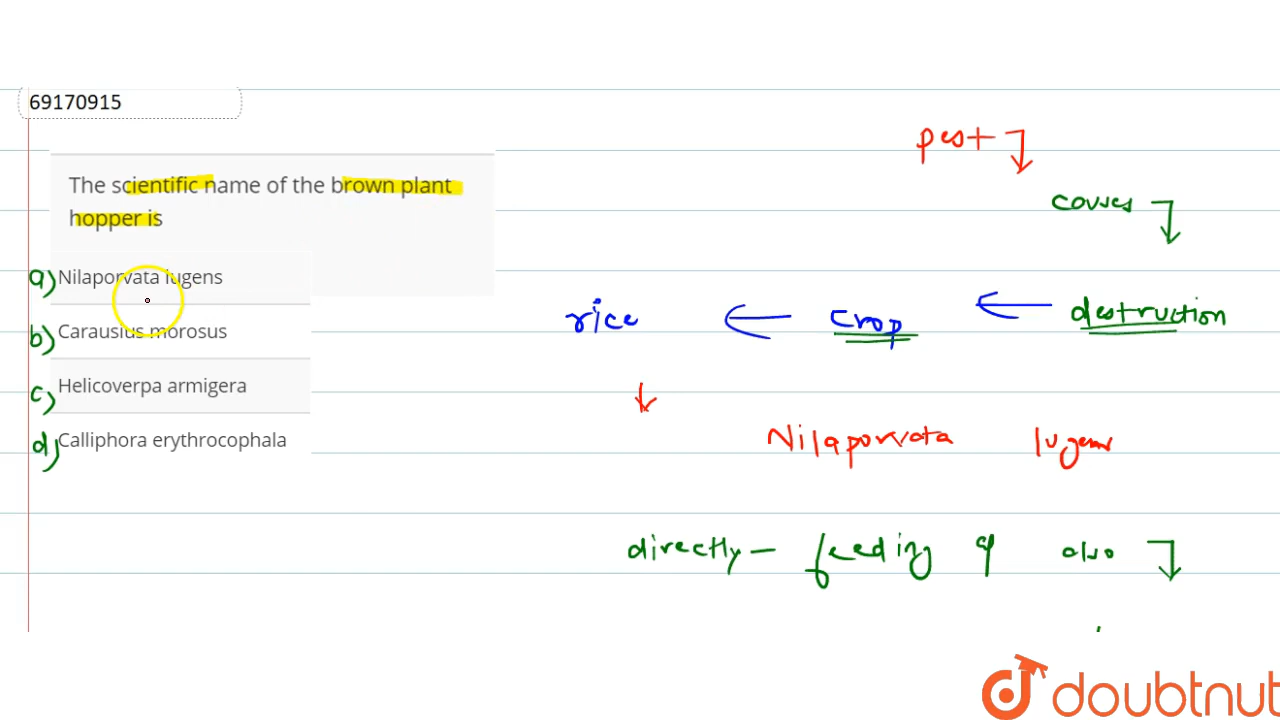 69170915
The scientific name of the brown plant
hopper is
a) Nilaporvata lugens
b) Carausius morosus
c) Helicoverpa armigera
d) Calliphora erythrocophala
pest
causes
destruction
crop
rice
Nilaporvata lugens
directly - feeding
also
doubtnut